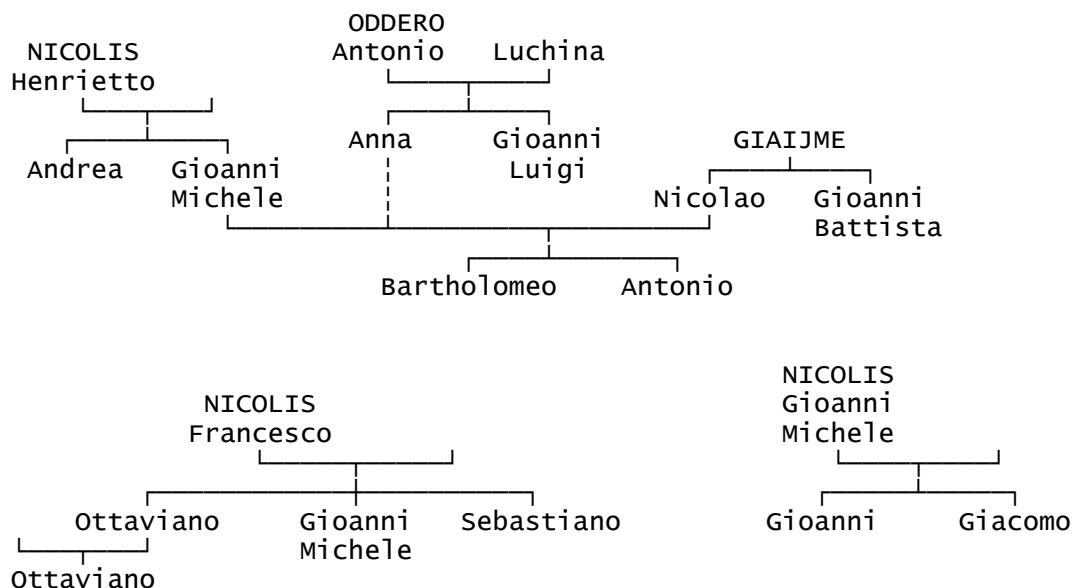 ODDERO
NICOLIS Antonio Luchina
Henrietto
Anna Gioanni GIAIJME
Andrea Gioanni Luigi
Michele Nicolao Gioanni
Battista
Bartholomeo Antonio
NICOLIS
NICOLIS Gioanni
Francesco Michele
Ottaviano Gioanni Sebastiano Gioanni Giacomo
Michele
Ottaviano